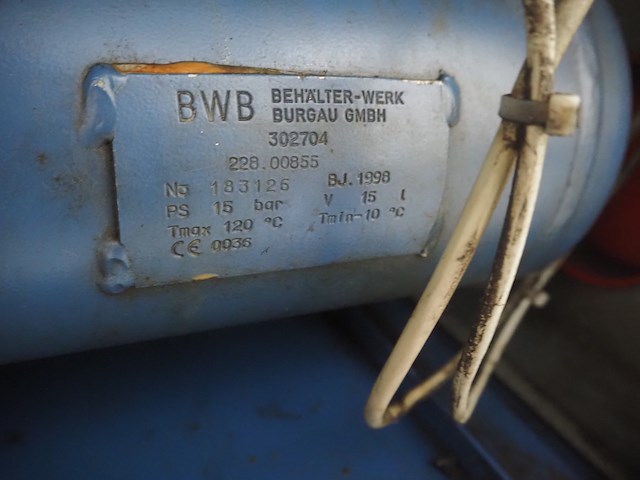 BWB BEHÄLTER-WERK
BURGAU GMBH
302704
228.00855
No 183126 BJ. 1998
PS 15 bar V 15 l
Tmax 120 °C Tmin-10 °C
CE 0036